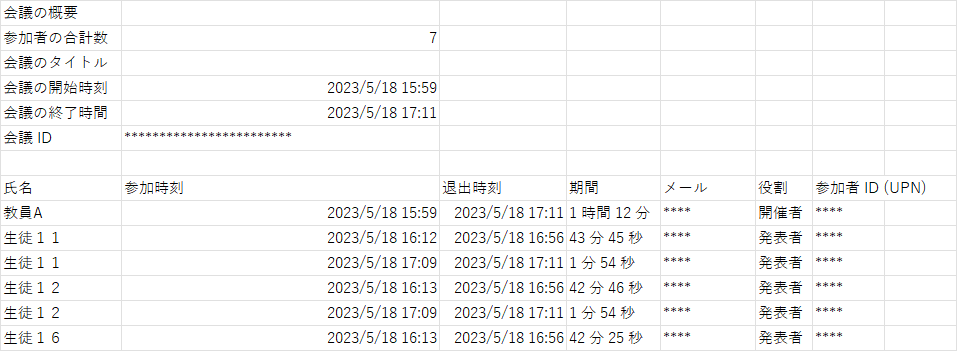 会議の概要
参加者の合計数 7
会議のタイトル
会議の開始時刻 2023/5/18 15:59
会議の終了時間 2023/5/18 17:11
会議 ID ************************
氏名 参加時刻 退出時刻 期間 メール 役割 参加者 ID (UPN)
教員A 2023/5/18 15:59 2023/5/18 17:11 1 時間 12 分 **** 開催者 ****
生徒１１ 2023/5/18 16:12 2023/5/18 16:56 43 分 45 秒 **** 発表者 ****
生徒１１ 2023/5/18 17:09 2023/5/18 17:11 1 分 54 秒 **** 発表者 ****
生徒１２ 2023/5/18 16:13 2023/5/18 16:56 42 分 46 秒 **** 発表者 ****
生徒１２ 2023/5/18 17:09 2023/5/18 17:11 1 分 54 秒 **** 発表者 ****
生徒１６ 2023/5/18 16:13 2023/5/18 16:56 42 分 25 秒 **** 発表者 ****